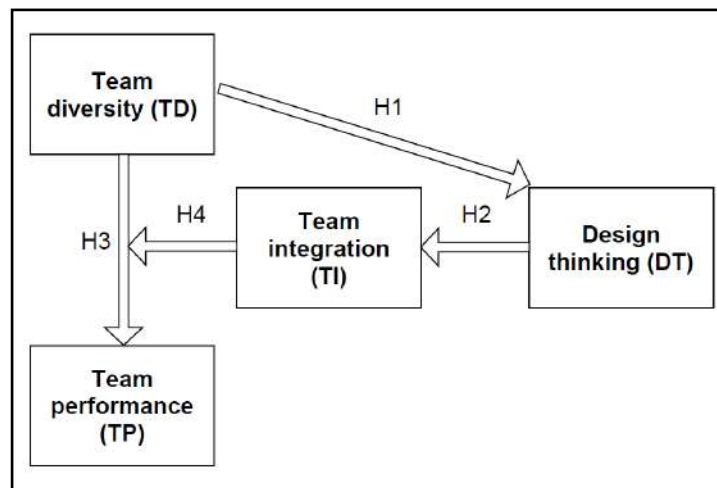 Team
diversity (TD)
H1
H4
Team
integration
(TI)
H2
Design
thinking (DT)
H3
Team
performance
(TP)